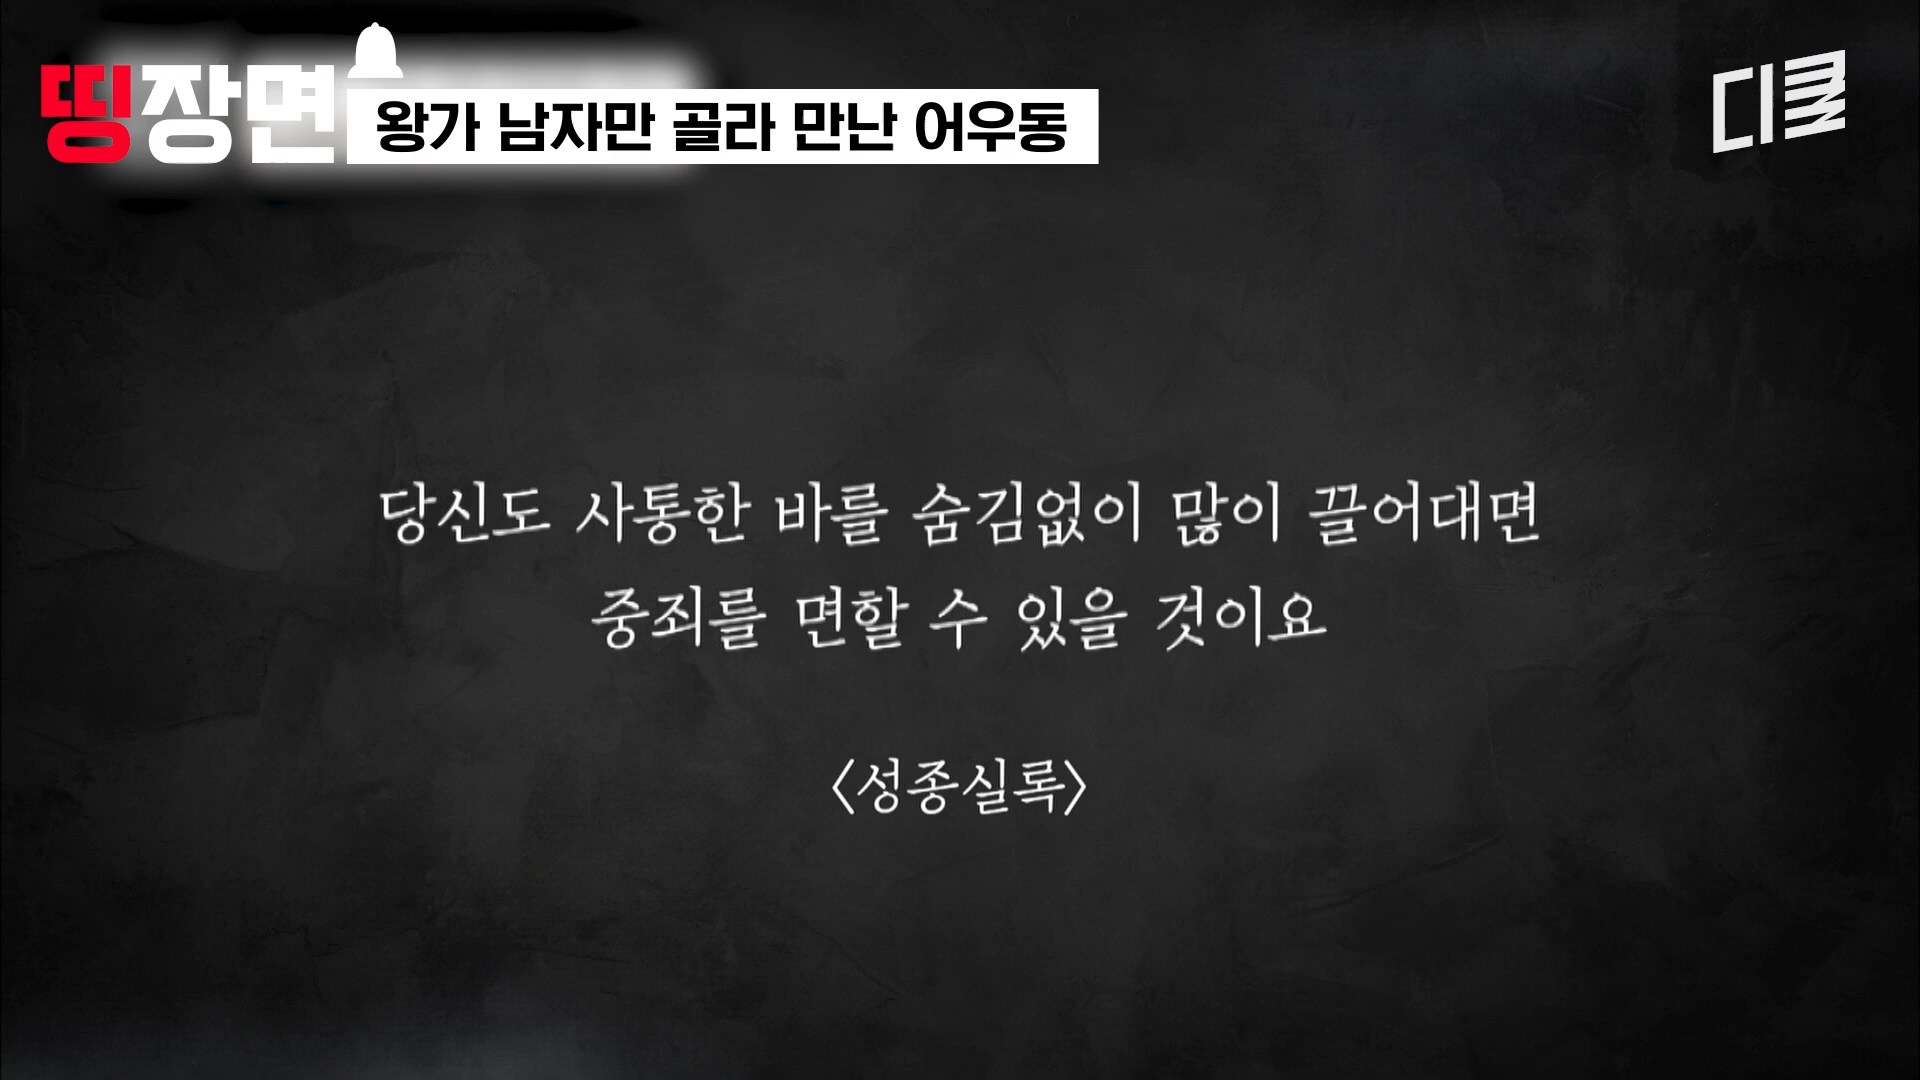 띵장면
왕가 남자만 골라 만난 어우동
디클
당신도 사통한 바를 숨김없이 많이 끌어대면
중죄를 면할 수 있을 것이요
<성종실록>